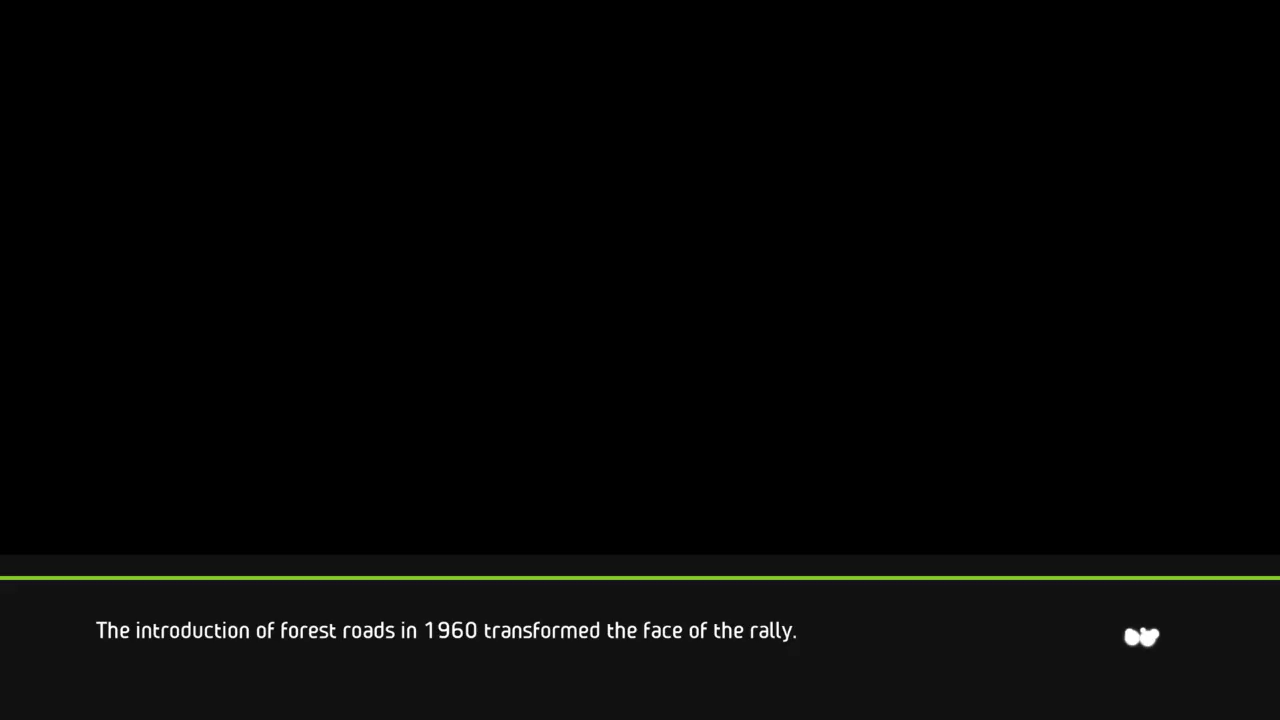 The introduction of forest roads in 1960 transformed the face of the rally.